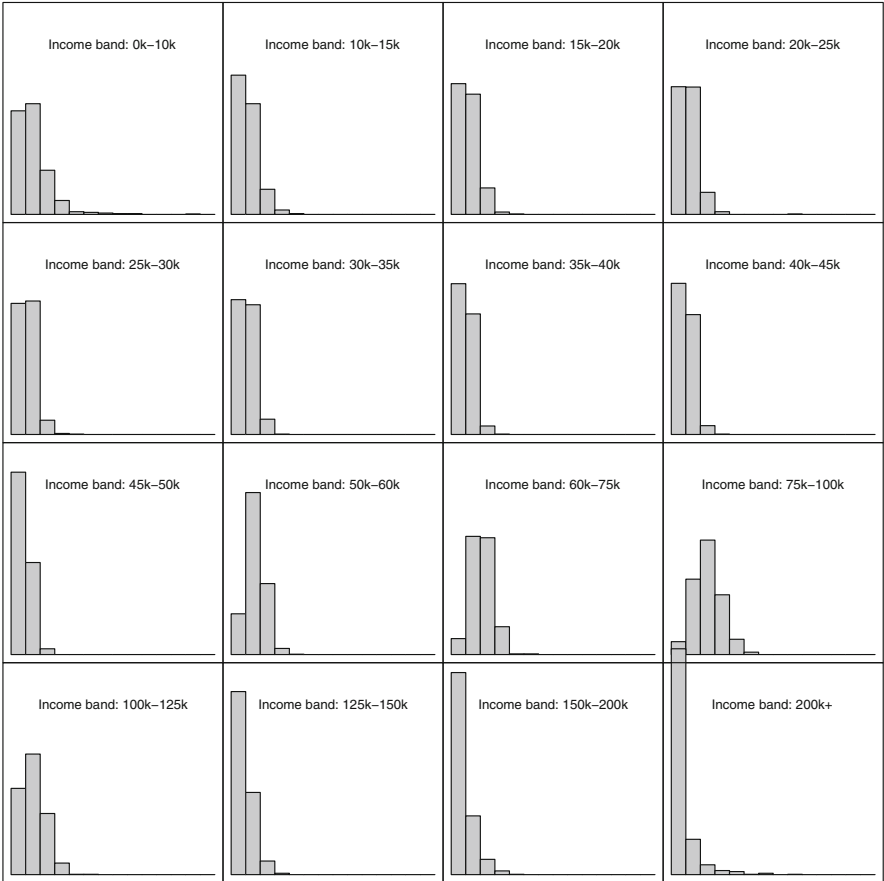 Income band: 0k–10k
Income band: 10k–15k
Income band: 15k–20k
Income band: 20k–25k
Income band: 25k–30k
Income band: 30k–35k
Income band: 35k–40k
Income band: 40k–45k
Income band: 45k–50k
Income band: 50k–60k
Income band: 60k–75k
Income band: 75k–100k
Income band: 100k–125k
Income band: 125k–150k
Income band: 150k–200k
Income band: 200k+